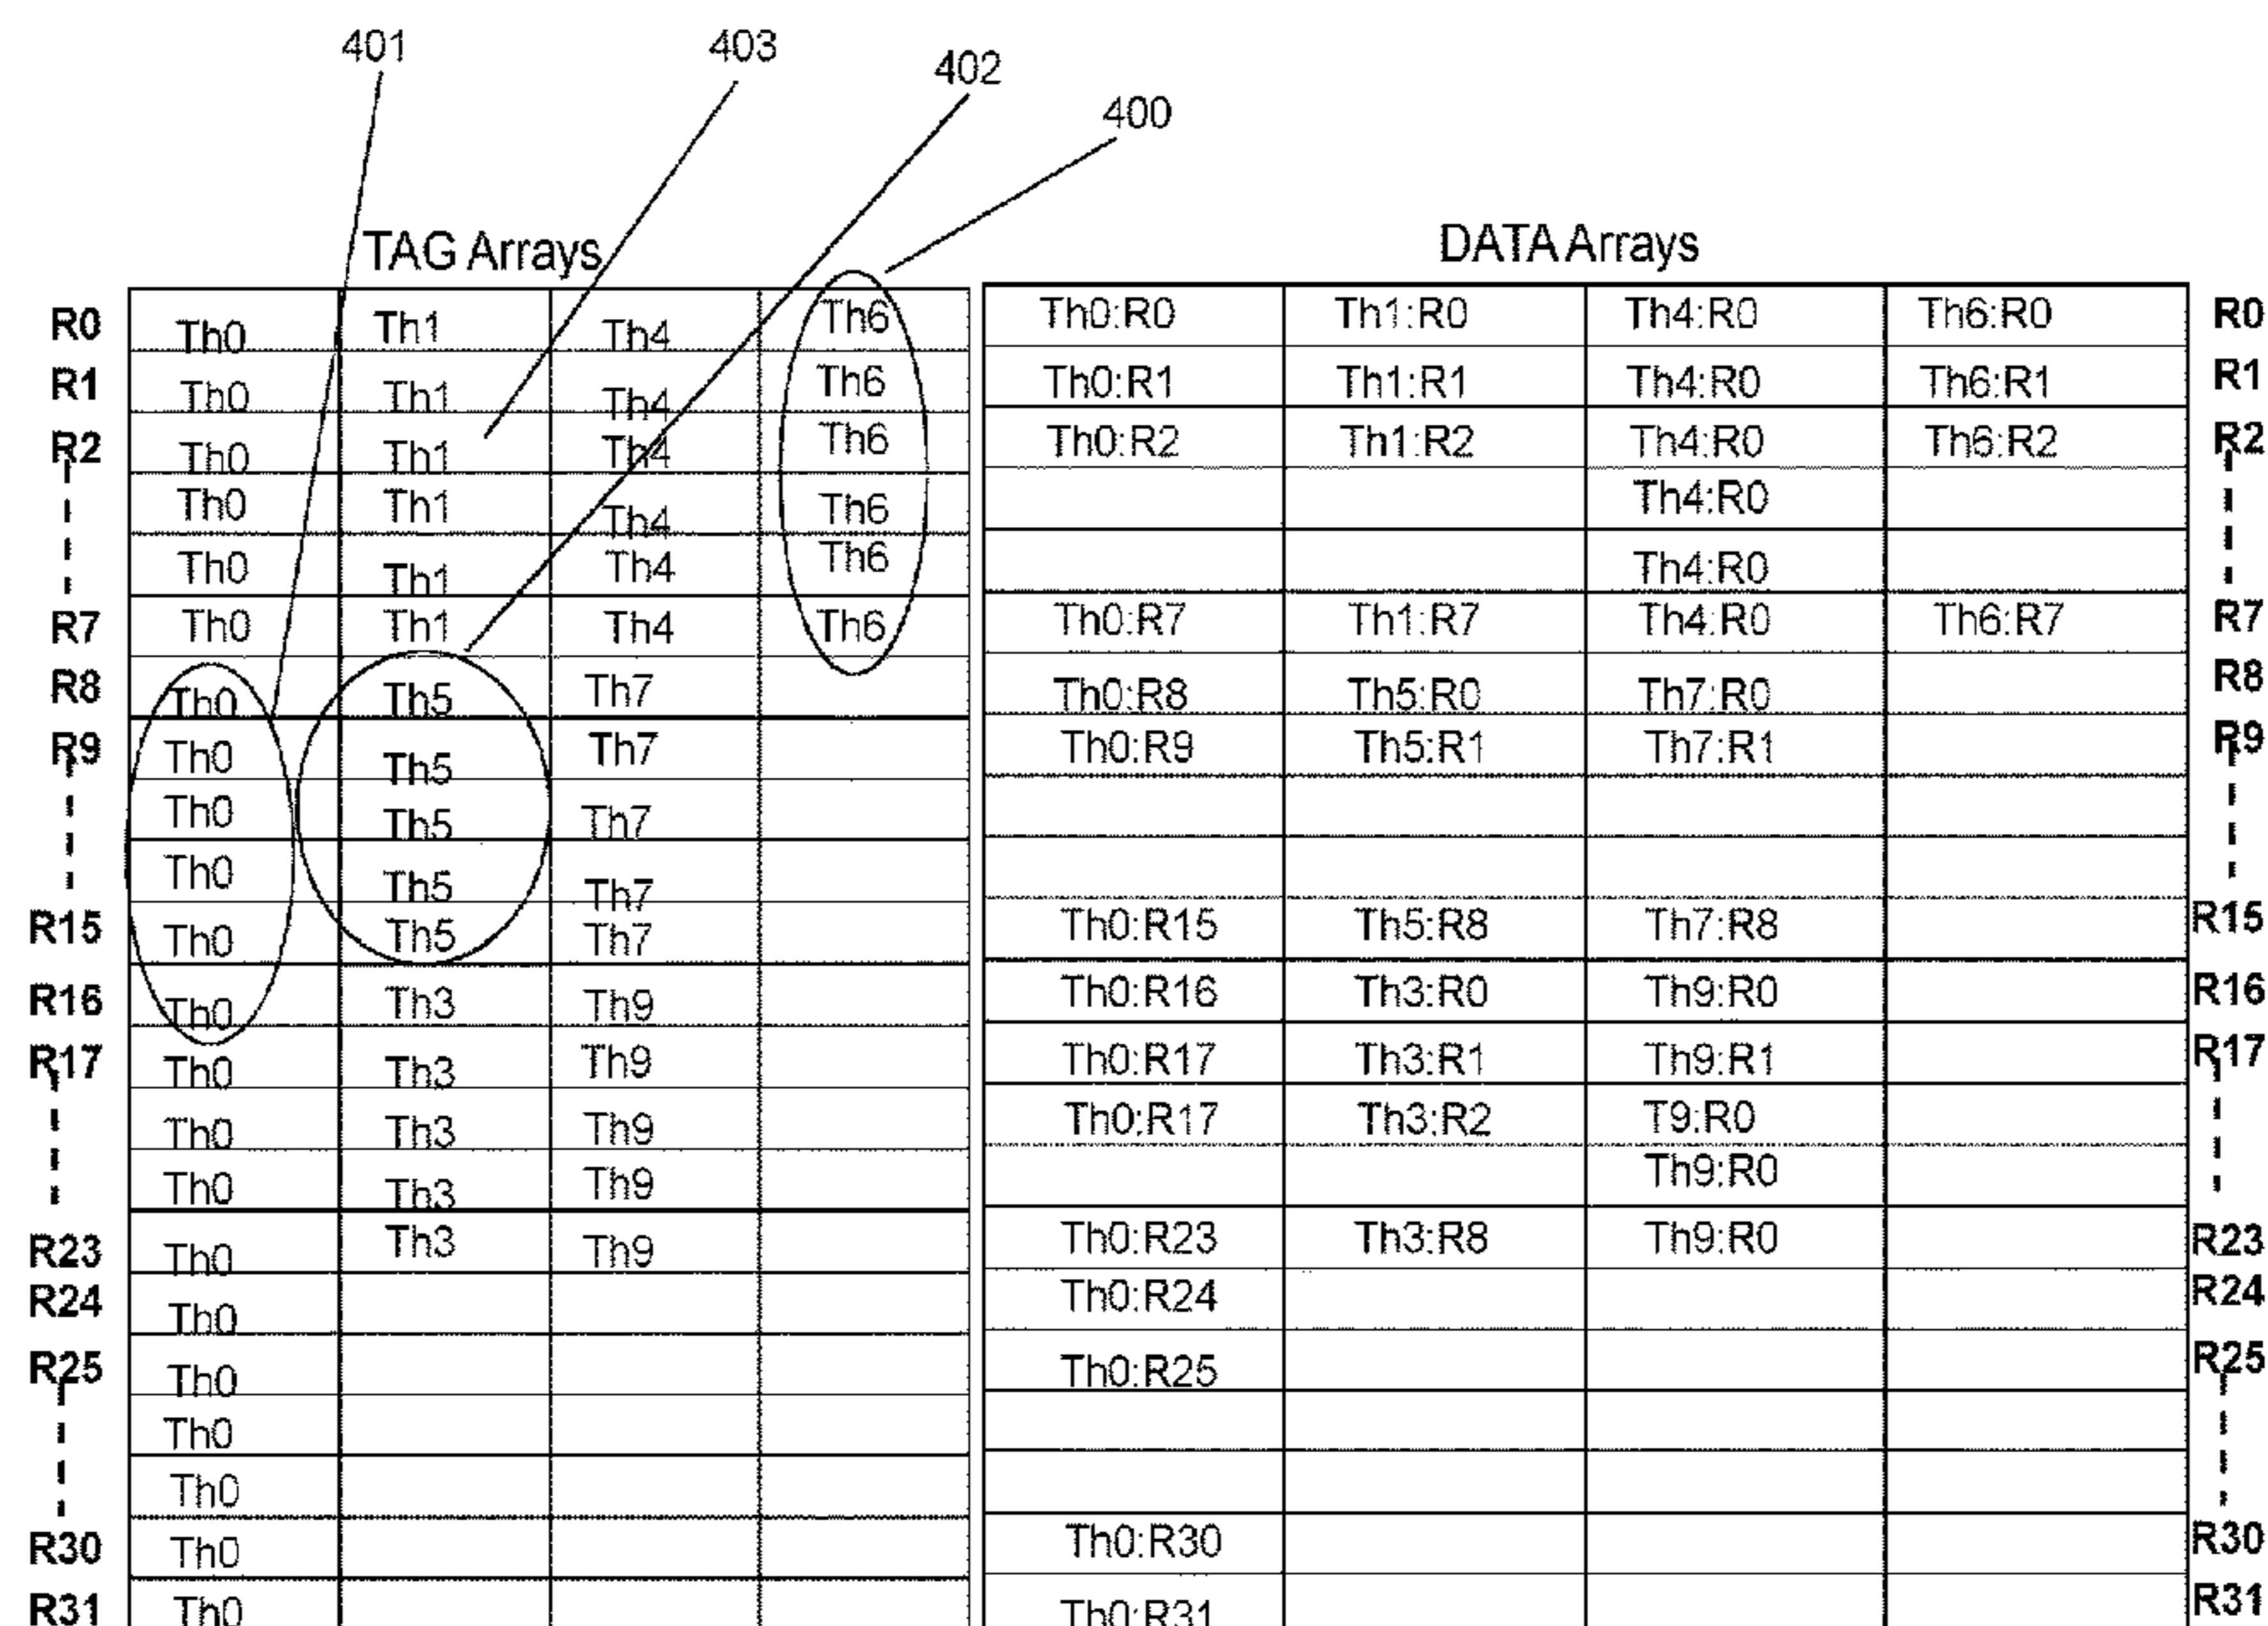 401 403 402 400
TAG Arrays DATA Arrays
R0 Th0 Th1 Th4 Th6 Th0:R0 Th1:R0 Th4:R0 Th6:R0 R0
R1 Th0 Th1 Th4 Th6 Th0:R1 Th1:R1 Th4:R0 Th6:R1 R1
R2 Th0 Th1 Th4 Th6 Th0:R2 Th1:R2 Th4:R0 Th6:R2 R2
Th0 Th1 Th4 Th6 Th4:R0
Th0 Th1 Th4 Th6 Th4:R0
R7 Th0 Th1 Th4 Th6 Th0:R7 Th1:R7 Th4:R0 Th6:R7 R7
R8 Th0 Th5 Th7 Th0:R8 Th5:R0 Th7:R0 R8
R9 Th0 Th5 Th7 Th0:R9 Th5:R1 Th7:R1 R9
Th0 Th5 Th7
Th0 Th5 Th7
R15 Th0 Th5 Th7 Th0:R15 Th5:R8 Th7:R8 R15
R16 Th0 Th3 Th9 Th0:R16 Th3:R0 Th9:R0 R16
R17 Th0 Th3 Th9 Th0:R17 Th3:R1 Th9:R1 R17
Th0 Th3 Th9 Th0:R17 Th3:R2 T9:R0
Th0 Th3 Th9 Th9:R0
R23 Th0 Th3 Th9 Th0:R23 Th3:R8 Th9:R0 R23
R24 Th0 Th0:R24 R24
R25 Th0 Th0:R25 R25
Th0
Th0
R30 Th0 Th0:R30 R30
R31 Th0 Th0:R31 R31